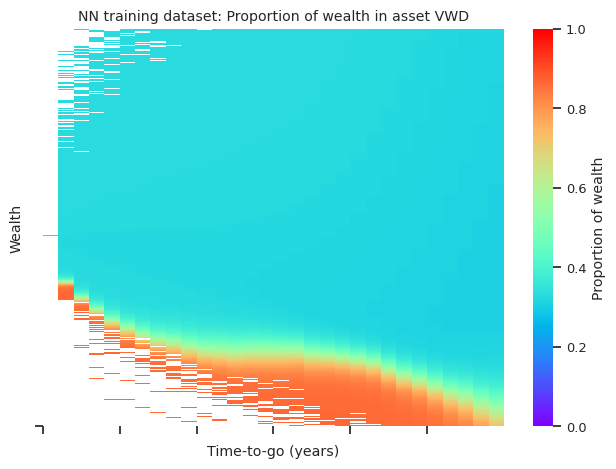 NN training dataset: Proportion of wealth in asset VWD
Wealth
Time-to-go (years)
1.0
0.8
0.6
0.4
0.2
0.0
Proportion of wealth